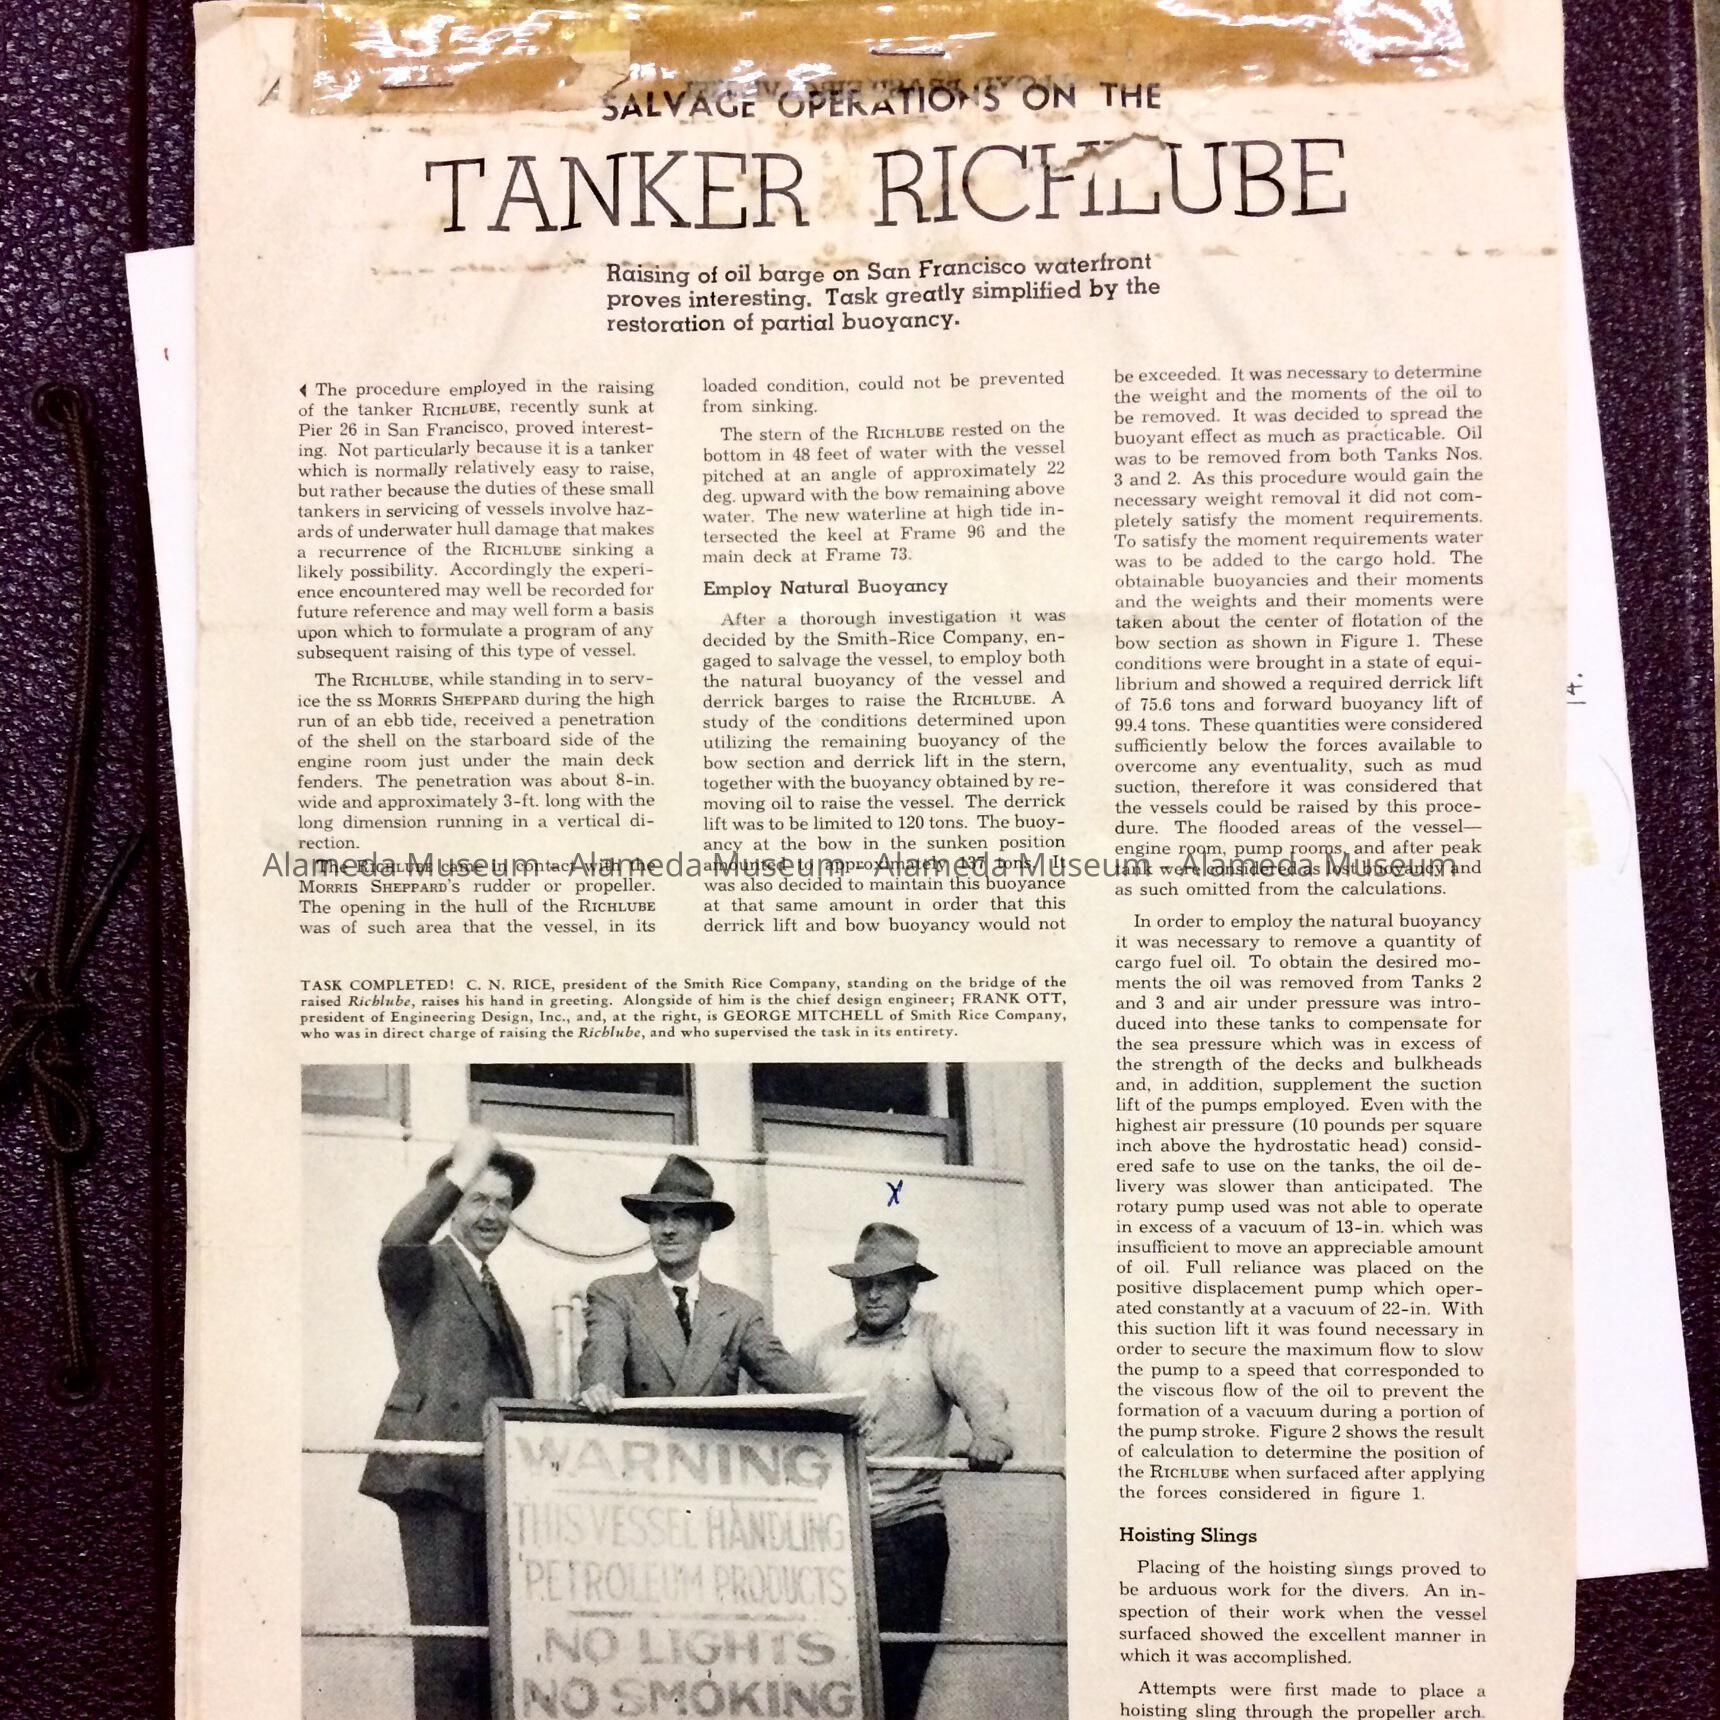 SALVAGE OPERATIONS ON THE
TANKER RICHLUBE
Raising of oil barge on San Francisco waterfront
proves interesting. Task greatly simplified by the
restoration of partial buoyancy.
The procedure employed in the raising
of the tanker RICHLUBE, recently sunk at
Pier 26 in San Francisco, proved interest-
ing. Not particularly because it is a tanker
which is normally relatively easy to raise,
but rather because the duties of these small
tankers in servicing of vessels involve haz-
ards of underwater hull damage that makes
a recurrence of the RICHLUBE sinking a
likely possibility. Accordingly the experi-
ence encountered may well be recorded for
future reference and may well form a basis
upon which to formulate a program of any
subsequent raising of this type of vessel.
The RICHLUBE, while standing in to serv-
ice the ss MORRIS SHEPPARD during the high
run of an ebb tide, received a penetration
of the shell on the starboard side of the
engine room just under the main deck
fenders. The penetration was about 8-in.
wide and approximately 3-ft. long with the
long dimension running in a vertical di-
rection.
The RICHLUBE came in contact with the
MORRIS SHEPPARD'S rudder or propeller.
The opening in the hull of the RICHLUBE
was of such area that the vessel, in its
loaded condition, could not be prevented
from sinking.
The stern of the RICHLUBE rested on the
bottom in 48 feet of water with the vessel
pitched at an angle of approximately 22
deg. upward with the bow remaining above
water. The new waterline at high tide in-
tersected the keel at Frame 96 and the
main deck at Frame 73.
Employ Natural Buoyancy
After a thorough investigation it was
decided by the Smith-Rice Company, en-
gaged to salvage the vessel, to employ both
the natural buoyancy of the vessel and
derrick barges to raise the RICHLUBE. A
study of the conditions determined upon
utilizing the remaining buoyancy of the
bow section and derrick lift in the stern,
together with the buoyancy obtained by re-
moving oil to raise the vessel. The derrick
lift was to be limited to 120 tons. The buoy-
ancy at the bow in the sunken position
amounted to approximately 137 tons. It
was also decided to maintain this buoyance
at that same amount in order that this
derrick lift and bow buoyancy would not
be exceeded. It was necessary to determine
the weight and the moments of the oil to
be removed. It was decided to spread the
buoyant effect as much as practicable. Oil
was to be removed from both Tanks Nos.
3 and 2. As this procedure would gain the
necessary weight removal it did not com-
pletely satisfy the moment requirements.
To satisfy the moment requirements water
was to be added to the cargo hold. The
obtainable buoyancies and their moments
and the weights and their moments were
taken about the center of flotation of the
bow section as shown in Figure 1. These
conditions were brought in a state of equi-
librium and showed a required derrick lift
of 75.6 tons and forward buoyancy lift of
99.4 tons. These quantities were considered
sufficiently below the forces available to
overcome any eventuality, such as mud
suction, therefore it was considered that
the vessels could be raised by this proce-
dure. The flooded areas of the vessel—
engine room, pump rooms, and after peak
tank were considered as lost buoyancy and
as such omitted from the calculations.
In order to employ the natural buoyancy
it was necessary to remove a quantity of
cargo fuel oil. To obtain the desired mo-
ments the oil was removed from Tanks 2
and 3 and air under pressure was intro-
duced into these tanks to compensate for
the sea pressure which was in excess of
the strength of the decks and bulkheads
and, in addition, supplement the suction
lift of the pumps employed. Even with the
highest air pressure (10 pounds per square
inch above the hydrostatic head) consid-
ered safe to use on the tanks, the oil de-
livery was slower than anticipated. The
rotary pump used was not able to operate
in excess of a vacuum of 13-in. which was
insufficient to move an appreciable amount
of oil. Full reliance was placed on the
positive displacement pump which oper-
ated constantly at a vacuum of 22-in. With
this suction lift it was found necessary in
order to secure the maximum flow to slow
the pump to a speed that corresponded to
the viscous flow of the oil to prevent the
formation of a vacuum during a portion of
the pump stroke. Figure 2 shows the result
of calculation to determine the position of
the RICHLUBE when surfaced after applying
the forces considered in figure 1.
Hoisting Slings
Placing of the hoisting slings proved to
be arduous work for the divers. An in-
spection of their work when the vessel
surfaced showed the excellent manner in
which it was accomplished.
Attempts were first made to place a
hoisting sling through the propeller arch.
TASK COMPLETED! C. N. RICE, president of the Smith Rice Company, standing on the bridge of the
raised Richlube, raises his hand in greeting. Alongside of him is the chief design engineer; FRANK OTT,
president of Engineering Design, Inc., and, at the right, is GEORGE MITCHELL of Smith Rice Company,
who was in direct charge of raising the Richlube, and who supervised the task in its entirety.
X
WARNING
THIS VESSEL HANDLING
PETROLEUM PRODUCTS
NO LIGHTS
NO SMOKING
Alameda Museum - Alameda Museum - Alameda Museum - Alameda Museum